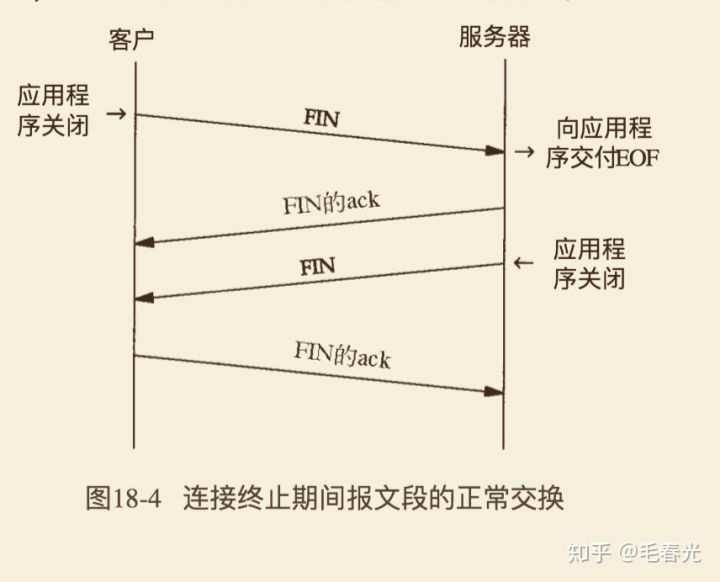 客户
服务器
应用程
序关闭
FIN
向应用程
序交付EOF
FIN的ack
FIN
应用程
序关闭
FIN的ack
图18-4 连接终止期间报文段的正常交换
知乎 @毛春光